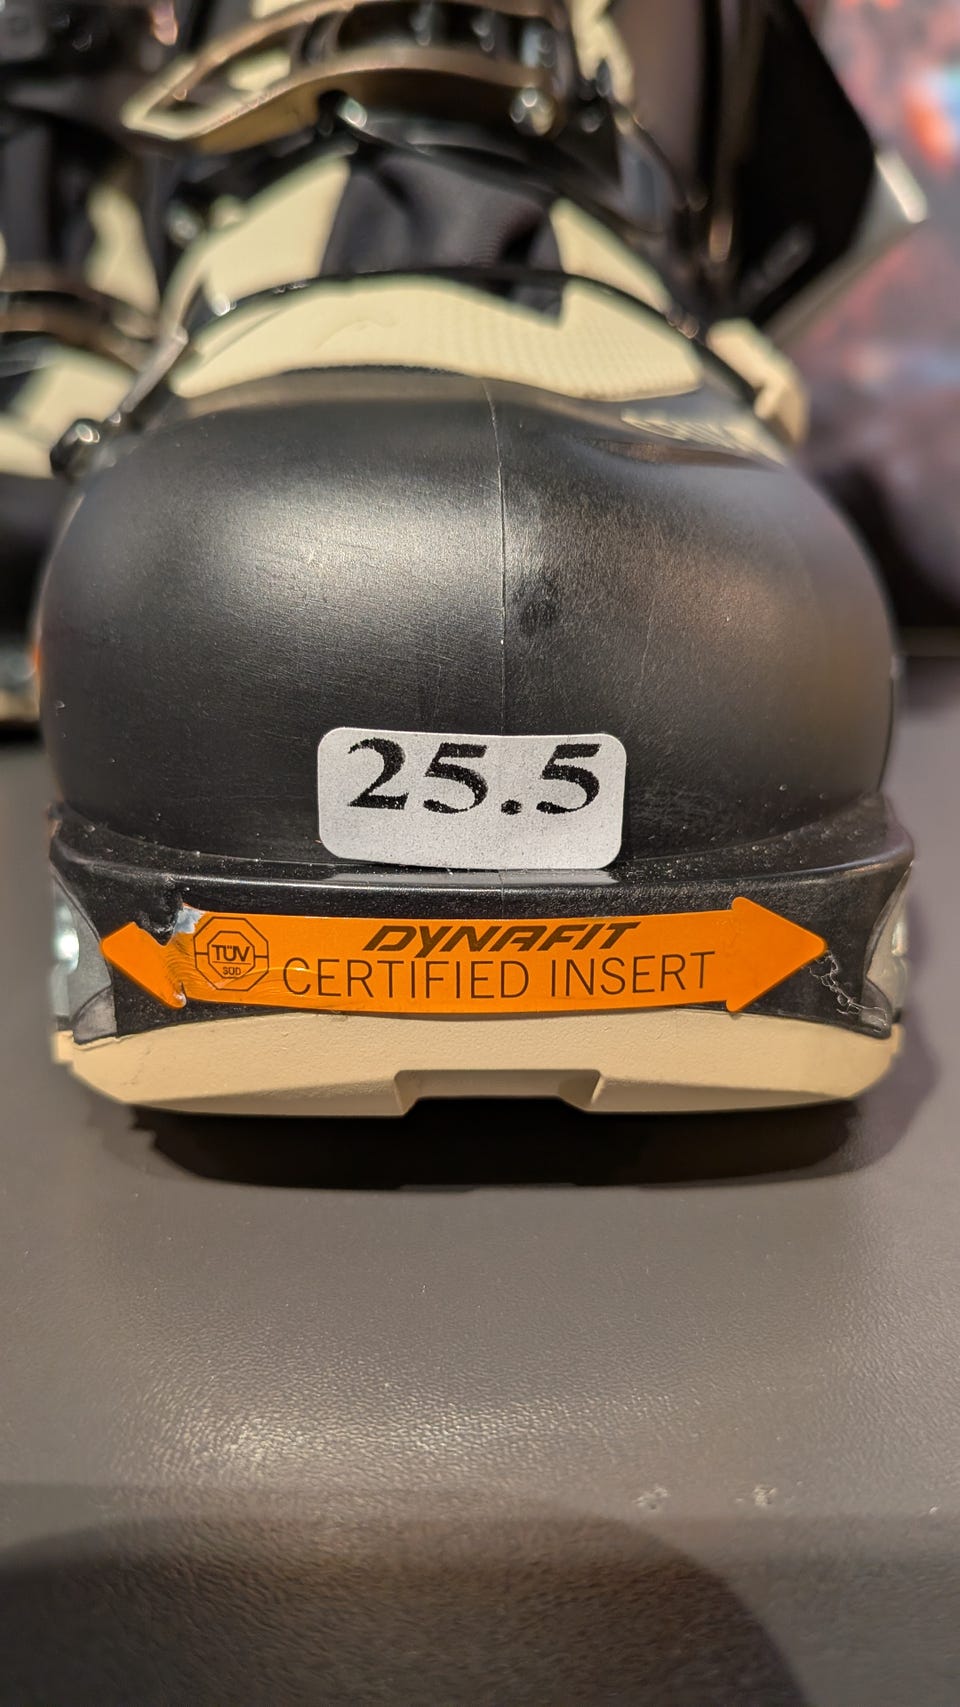 25.5
DYNAFIT
TÜV
SÜD
CERTIFIED INSERT